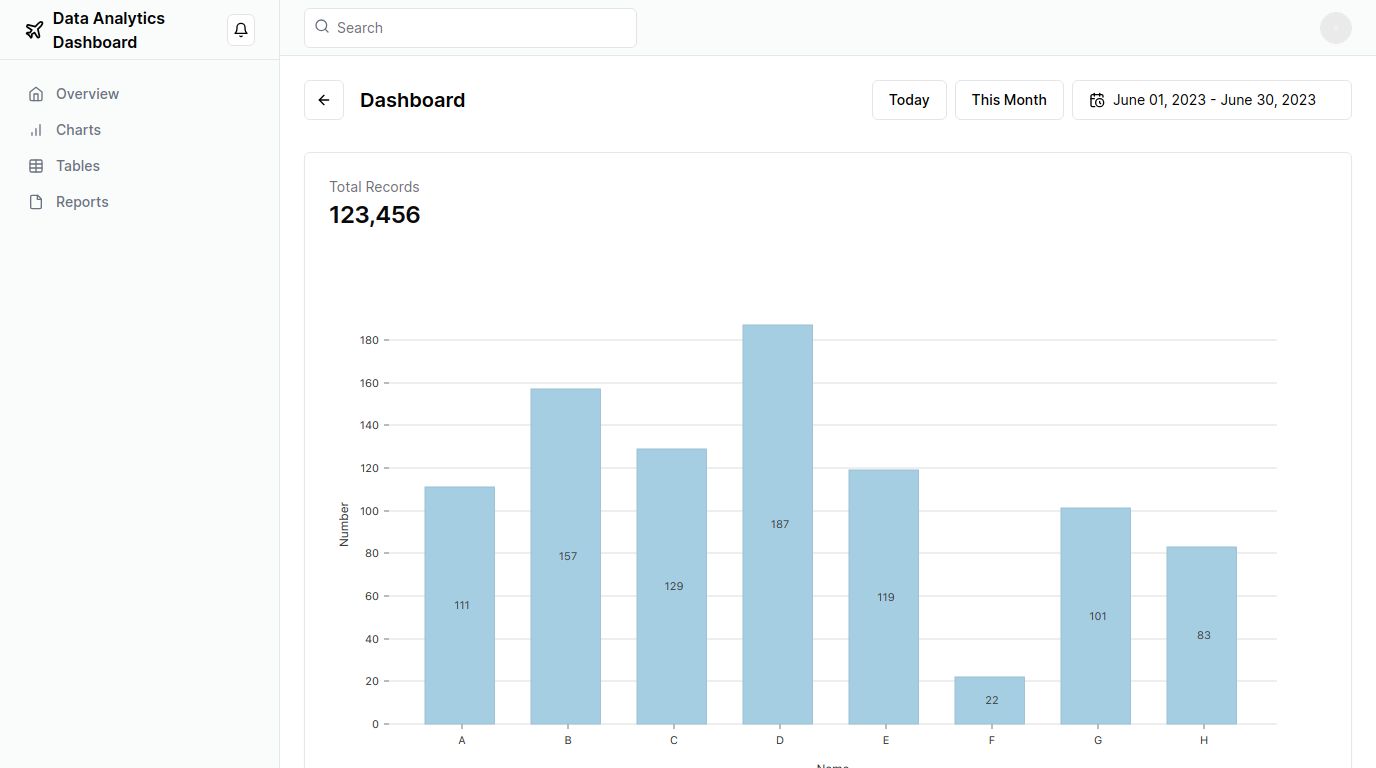 Data Analytics
Dashboard
Search
Overview
Charts
Tables
Reports
Dashboard
Today
This Month
June 01, 2023 - June 30, 2023
Total Records
123,456
180
160
140
120
100
80
60
40
20
0
Number
111
157
129
187
119
22
101
83
A
B
C
D
E
F
G
H
Name